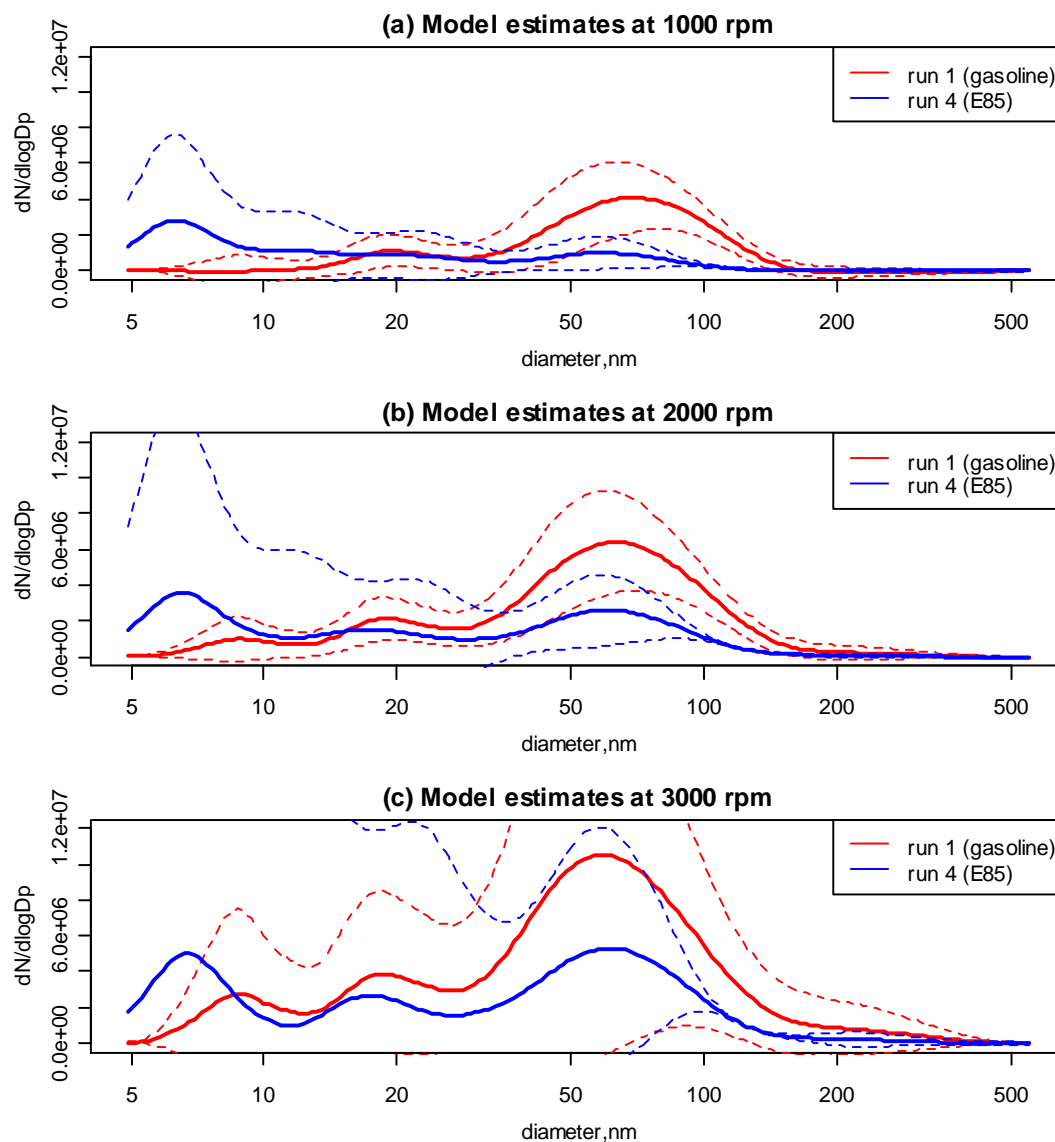 (a) Model estimates at 1000 rpm
dN/dlogDp
0.0e+00 6.0e+06 1.2e+07
run 1 (gasoline)
run 4 (E85)
5 10 20 50 100 200 500
diameter,nm
(b) Model estimates at 2000 rpm
dN/dlogDp
0.0e+00 6.0e+06 1.2e+07
run 1 (gasoline)
run 4 (E85)
5 10 20 50 100 200 500
diameter,nm
(c) Model estimates at 3000 rpm
dN/dlogDp
0.0e+00 6.0e+06 1.2e+07
run 1 (gasoline)
run 4 (E85)
5 10 20 50 100 200 500
diameter,nm